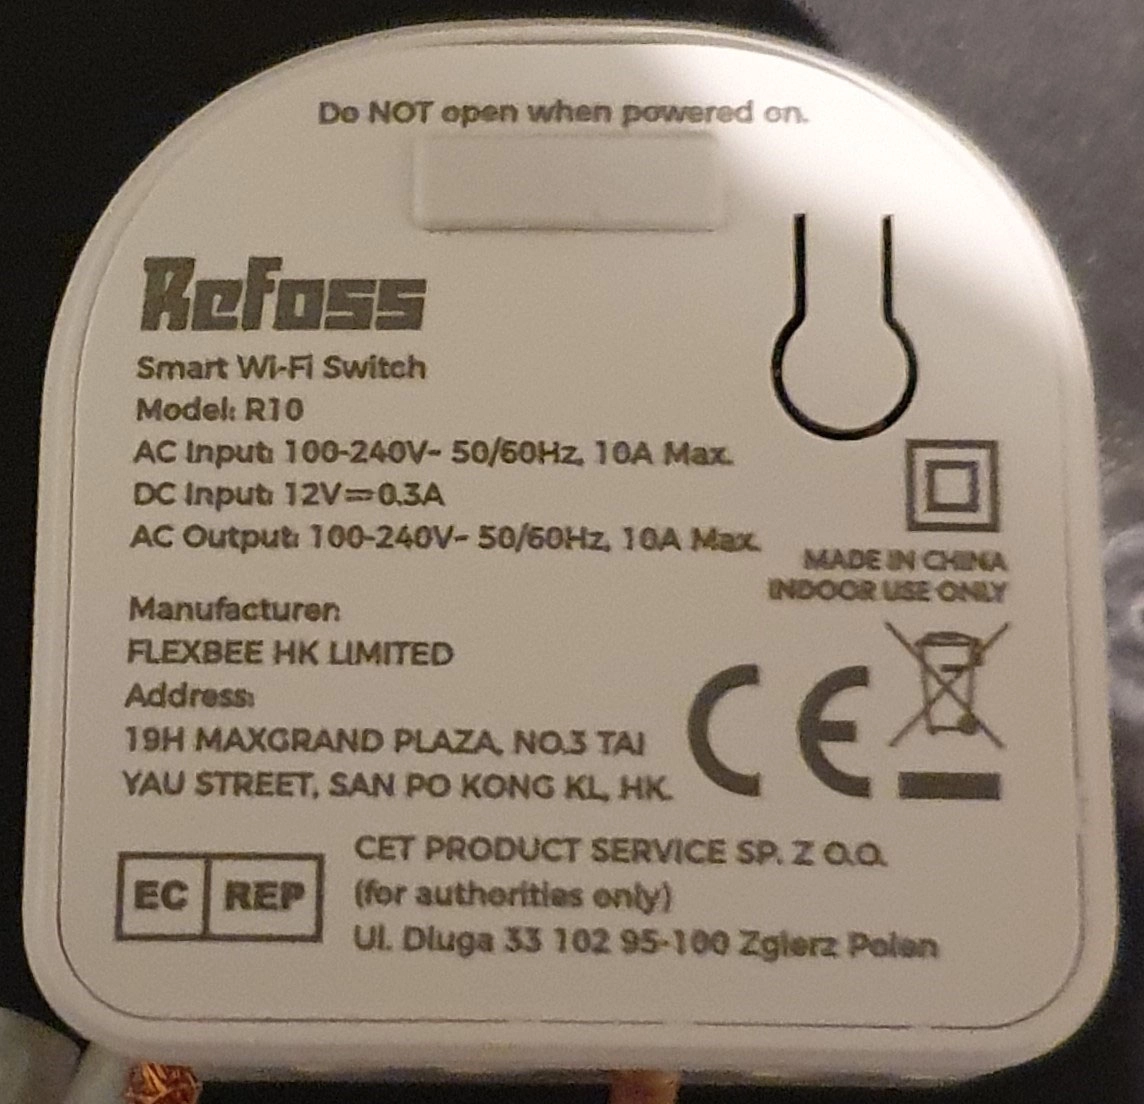 Do NOT open when powered on.
Refoss
Smart Wi-Fi Switch
Model: R10
AC Input: 100-240V~ 50/60Hz, 10A Max.
DC Input: 12V⎓0.3A
AC Output: 100-240V~ 50/60Hz, 10A Max.
MADE IN CHINA
INDOOR USE ONLY
Manufacturer:
FLEXBEE HK LIMITED
Address:
19H MAXGRAND PLAZA, NO.3 TAI
YAU STREET, SAN PO KONG KL, HK.
CE
EC REP
CET PRODUCT SERVICE SP. Z O.O.
(for authorities only)
Ul. Dluga 33 102 95-100 Zgierz Polen